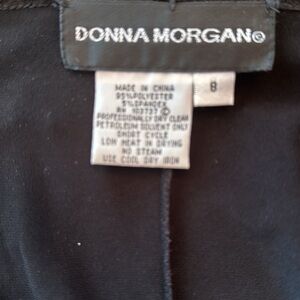 DONNA MORGAN®
8
MADE IN CHINA
95%POLYESTER
5%SPANDEX
RN 103737 ©
PROFESSIONALLY DRY CLEAN
PETROLEUM SOLVENT ONLY
SHORT CYCLE
LOW HEAT IN DRYING
NO STEAM
USE COOL DRY IRON